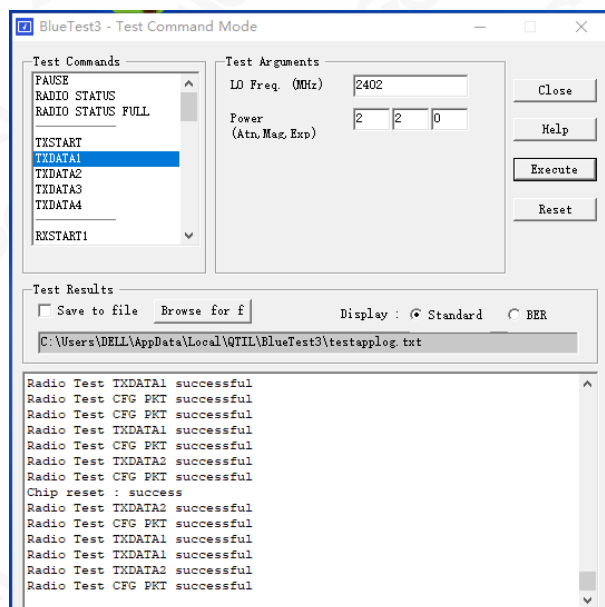 BlueTest3 - Test Command Mode
Test Commands
PAUSE
RADIO STATUS
RADIO STATUS FULL
TXSTART
TXDATA1
TXDATA2
TXDATA3
TXDATA4
RXSTART1
Test Arguments
LO Freq. (MHz) 2402
Power
(Atn,Mag,Exp) 2 2 0
Close
Help
Execute
Reset
Test Results
Save to file Browse for f Display : Standard BER
C:\Users\DELL\AppData\Local\QTIL\BlueTest3\testapplog.txt
Radio Test TXDATA1 successful
Radio Test CFG PKT successful
Radio Test TXDATA1 successful
Radio Test CFG PKT successful
Radio Test TXDATA2 successful
Radio Test CFG PKT successful
Chip reset : success
Radio Test TXDATA2 successful
Radio Test CFG PKT successful
Radio Test TXDATA1 successful
Radio Test TXDATA1 successful
Radio Test TXDATA2 successful
Radio Test CFG PKT successful